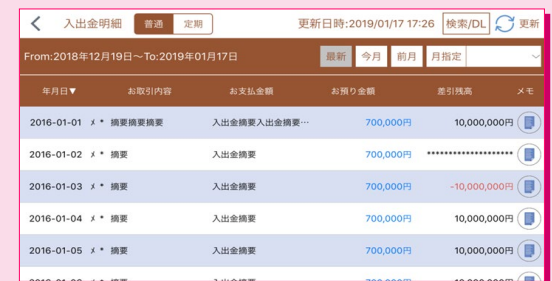 入出金明細 普通 定期 更新日時:2019/01/17 17:26 検索/DL 更新
From:2018年12月19日～To:2019年01月17日 最新 今月 前月 月指定
年月日▼ お取引内容 お支払金額 お預り金額 差引残高 メモ
2016-01-01 〆 * 摘要摘要摘要 入出金摘要入出金摘要… 700,000円 10,000,000円
2016-01-02 〆 * 摘要 入出金摘要 700,000円 ********************
2016-01-03 〆 * 摘要 入出金摘要 700,000円 -10,000,000円
2016-01-04 〆 * 摘要 入出金摘要 700,000円 10,000,000円
2016-01-05 〆 * 摘要 入出金摘要 700,000円 10,000,000円